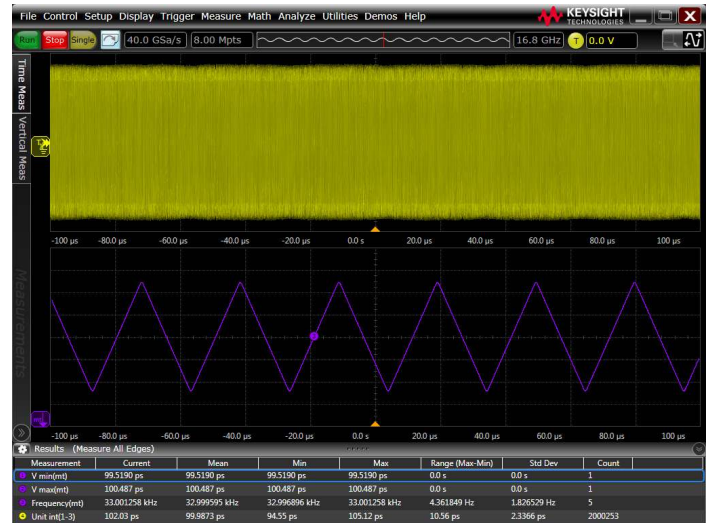 File Control Setup Display Trigger Measure Math Analyze Utilities Demos Help
KEYSIGHT
TECHNOLOGIES
Run Stop Single 40.0 GSa/s 8.00 Mpts 16.8 GHz T 0.0 V
Time Meas
Vertical Meas
Measurements
-100 µs -80.0 µs -60.0 µs -40.0 µs -20.0 µs 0.0 s 20.0 µs 40.0 µs 60.0 µs 80.0 µs 100 µs
-100 µs -80.0 µs -60.0 µs -40.0 µs -20.0 µs 0.0 s 20.0 µs 40.0 µs 60.0 µs 80.0 µs 100 µs
Results (Measure All Edges)
Measurement Current Mean Min Max Range (Max-Min) Std Dev Count
V min(mt) 99.5190 ps 99.5190 ps 99.5190 ps 99.5190 ps 0.0 s 0.0 s 1
V max(mt) 100.487 ps 100.487 ps 100.487 ps 100.487 ps 0.0 s 0.0 s 1
Frequency(mt) 33.001258 kHz 32.999595 kHz 32.996896 kHz 33.001258 kHz 4.361849 Hz 1.826529 Hz 5
Unit int(1-3) 102.03 ps 99.9873 ps 94.55 ps 105.12 ps 10.56 ps 2.3366 ps 2000253